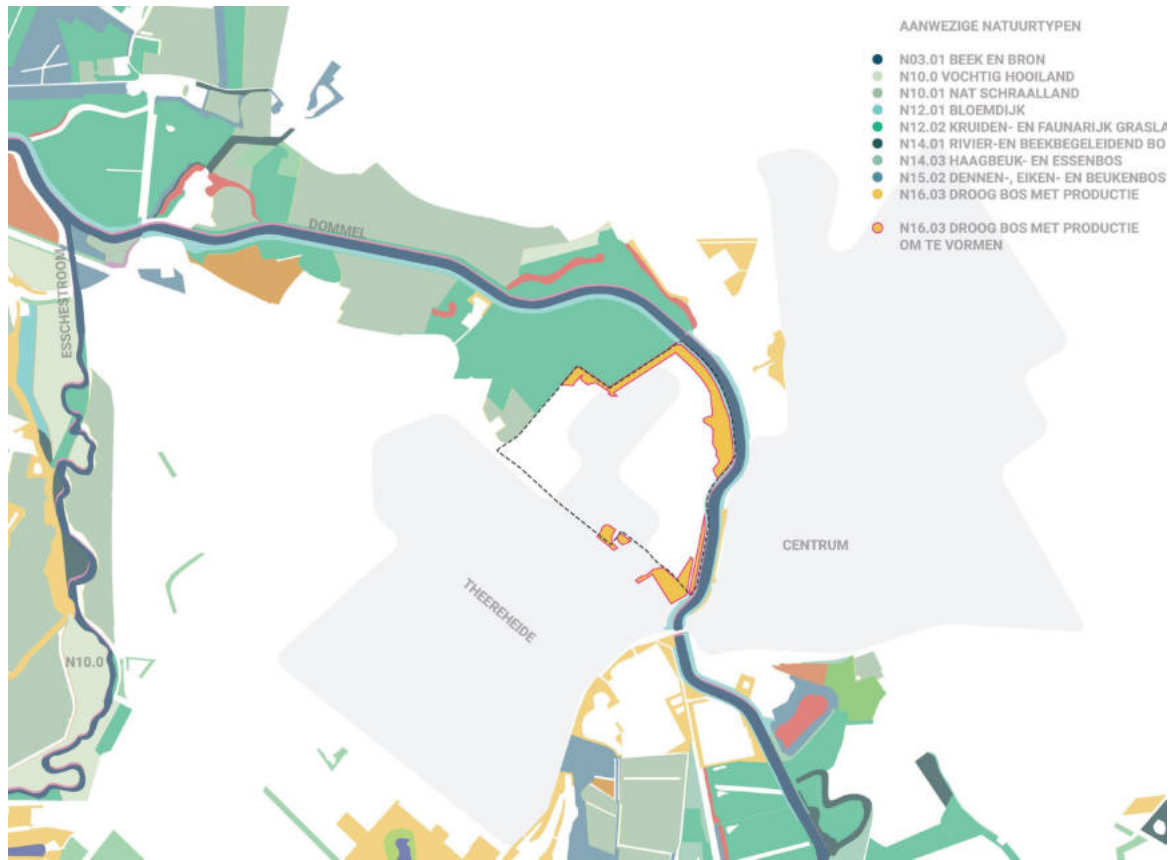 AANWEZIGE NATUURTYPEN
N03.01 BEEK EN BRON
N10.0 VOCHTIG HOOILAND
N10.01 NAT SCHRAALLAND
N12.01 BLOEMDIJK
N12.02 KRUIDEN- EN FAUNARIJK GRASLA
N14.01 RIVIER-EN BEEKBEGELEIDEND BO
N14.03 HAAGBEUK- EN ESSENBOS
N15.02 DENNEN-, EIKEN- EN BEUKENBOS
N16.03 DROOG BOS MET PRODUCTIE
N16.03 DROOG BOS MET PRODUCTIE
OM TE VORMEN
DOMMEL
ESSCHESTROOM
CENTRUM
THEEREHEIDE
N10.0